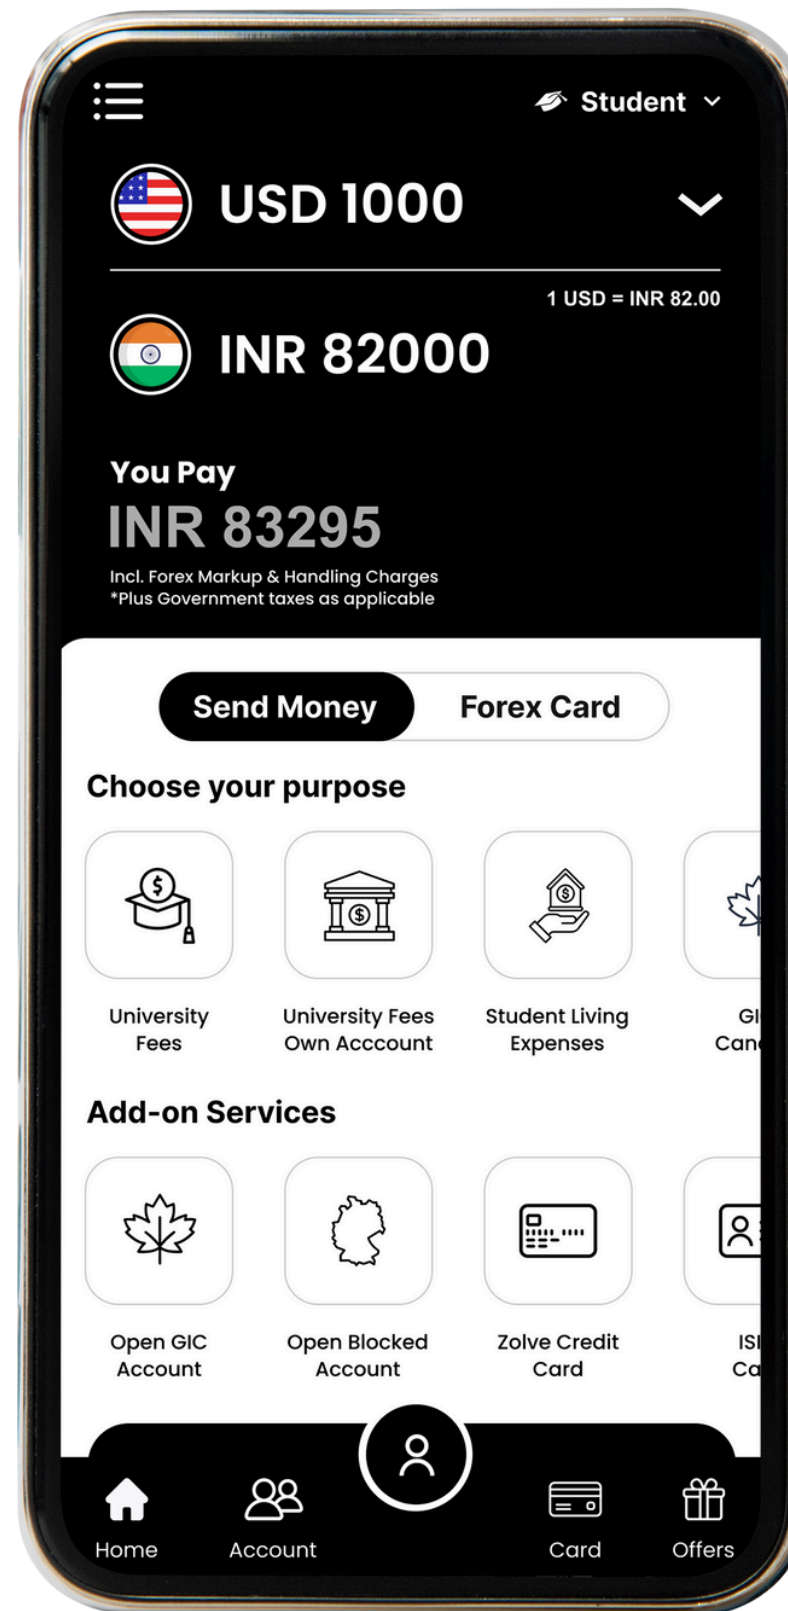 Student
USD 1000
1 USD = INR 82.00
INR 82000
You Pay
INR 83295
Incl. Forex Markup & Handling Charges
*Plus Government taxes as applicable
Send Money
Forex Card
Choose your purpose
University
Fees
University Fees
Own Acccount
Student Living
Expenses
Add-on Services
Open GIC
Account
Open Blocked
Account
Zolve Credit
Card
Home
Account
Card
Offers